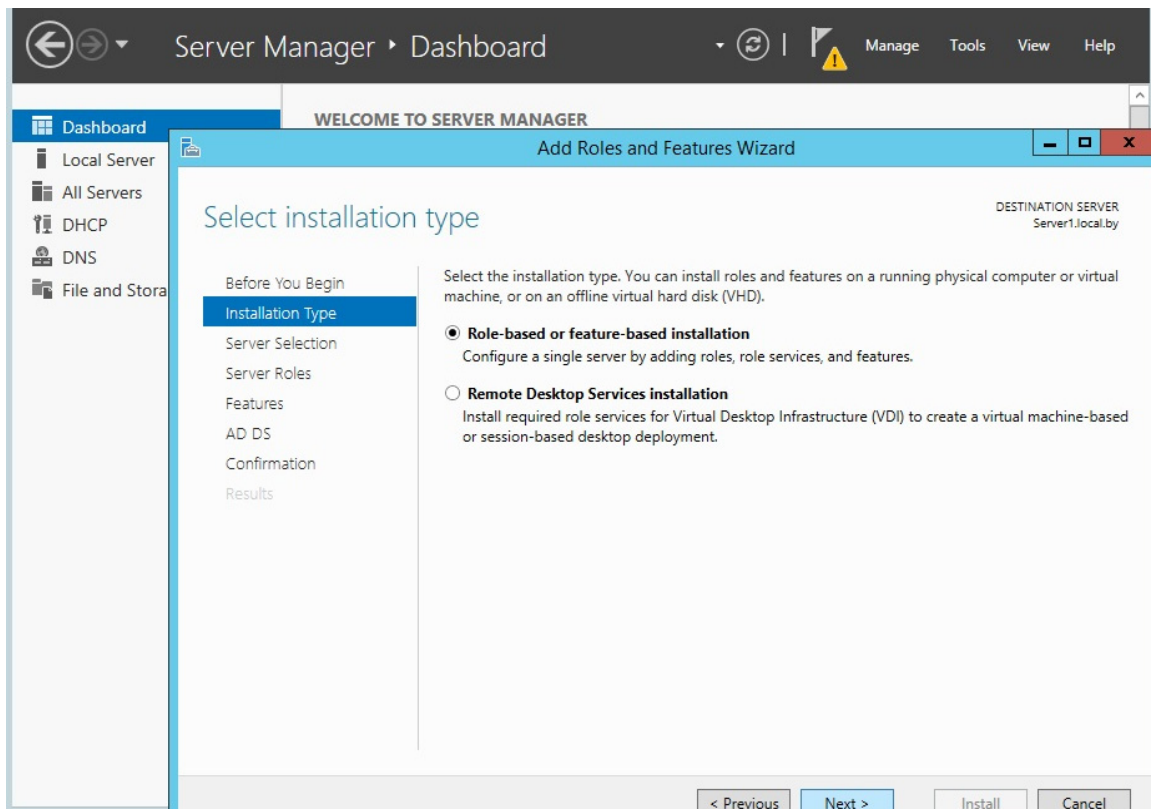 Server Manager ‣ Dashboard
Manage Tools View Help
Dashboard
Local Server
All Servers
DHCP
DNS
File and Stora
WELCOME TO SERVER MANAGER
Add Roles and Features Wizard
Select installation type
DESTINATION SERVER
Server1.local.by
Before You Begin
Installation Type
Server Selection
Server Roles
Features
AD DS
Confirmation
Results
Select the installation type. You can install roles and features on a running physical computer or virtual
machine, or on an offline virtual hard disk (VHD).
Role-based or feature-based installation
Configure a single server by adding roles, role services, and features.
Remote Desktop Services installation
Install required role services for Virtual Desktop Infrastructure (VDI) to create a virtual machine-based
or session-based desktop deployment.
< Previous Next > Install Cancel